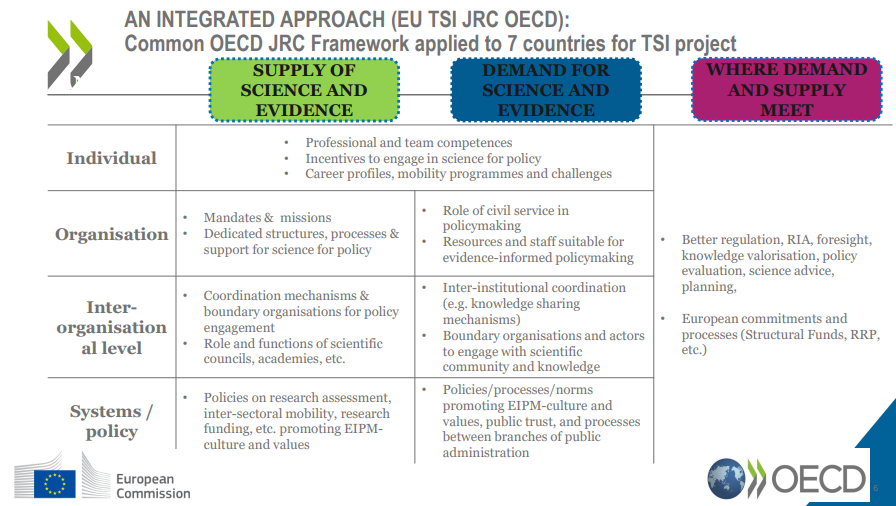 AN INTEGRATED APPROACH (EU TSI JRC OECD):
Common OECD JRC Framework applied to 7 countries for TSI project
SUPPLY OF
SCIENCE AND
EVIDENCE
DEMAND FOR
SCIENCE AND
EVIDENCE
WHERE DEMAND
AND SUPPLY
MEET
Individual
• Professional and team competences
• Incentives to engage in science for policy
• Career profiles, mobility programmes and challenges
Organisation
• Mandates & missions
• Dedicated structures, processes &
support for science for policy
• Role of civil service in
policymaking
• Resources and staff suitable for
evidence-informed policymaking
Inter-
organisation
al level
• Coordination mechanisms &
boundary organisations for policy
engagement
• Role and functions of scientific
councils, academies, etc.
• Inter-institutional coordination
(e.g. knowledge sharing
mechanisms)
• Boundary organisations and actors
to engage with scientific
community and knowledge
Systems /
policy
• Policies on research assessment,
inter-sectoral mobility, research
funding, etc. promoting EIPM-
culture and values
• Policies/processes/norms
promoting EIPM-culture and
values, public trust, and processes
between branches of public
administration
• Better regulation, RIA, foresight,
knowledge valorisation, policy
evaluation, science advice,
planning,
• European commitments and
processes (Structural Funds, RRP,
etc.)
European
Commission
OECD
6